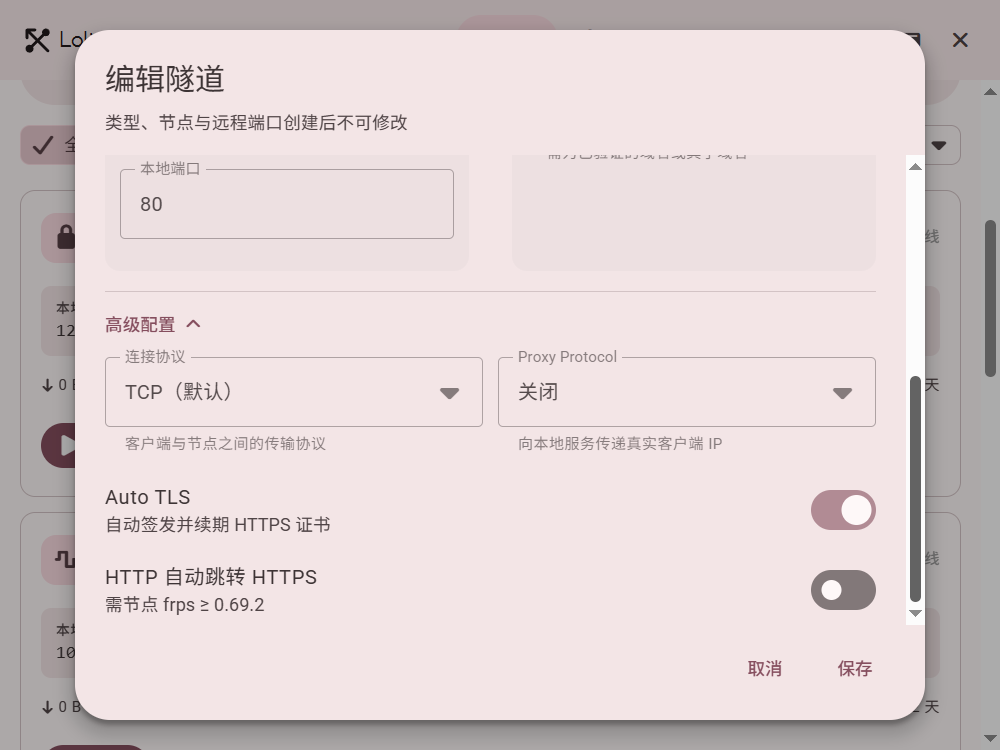 编辑隧道
类型、节点与远程端口创建后不可修改
本地端口
80
高级配置
连接协议
TCP（默认）
客户端与节点之间的传输协议
Proxy Protocol
关闭
向本地服务传递真实客户端 IP
Auto TLS
自动签发并续期 HTTPS 证书
HTTP 自动跳转 HTTPS
需节点 frps ≥ 0.69.2
取消
保存